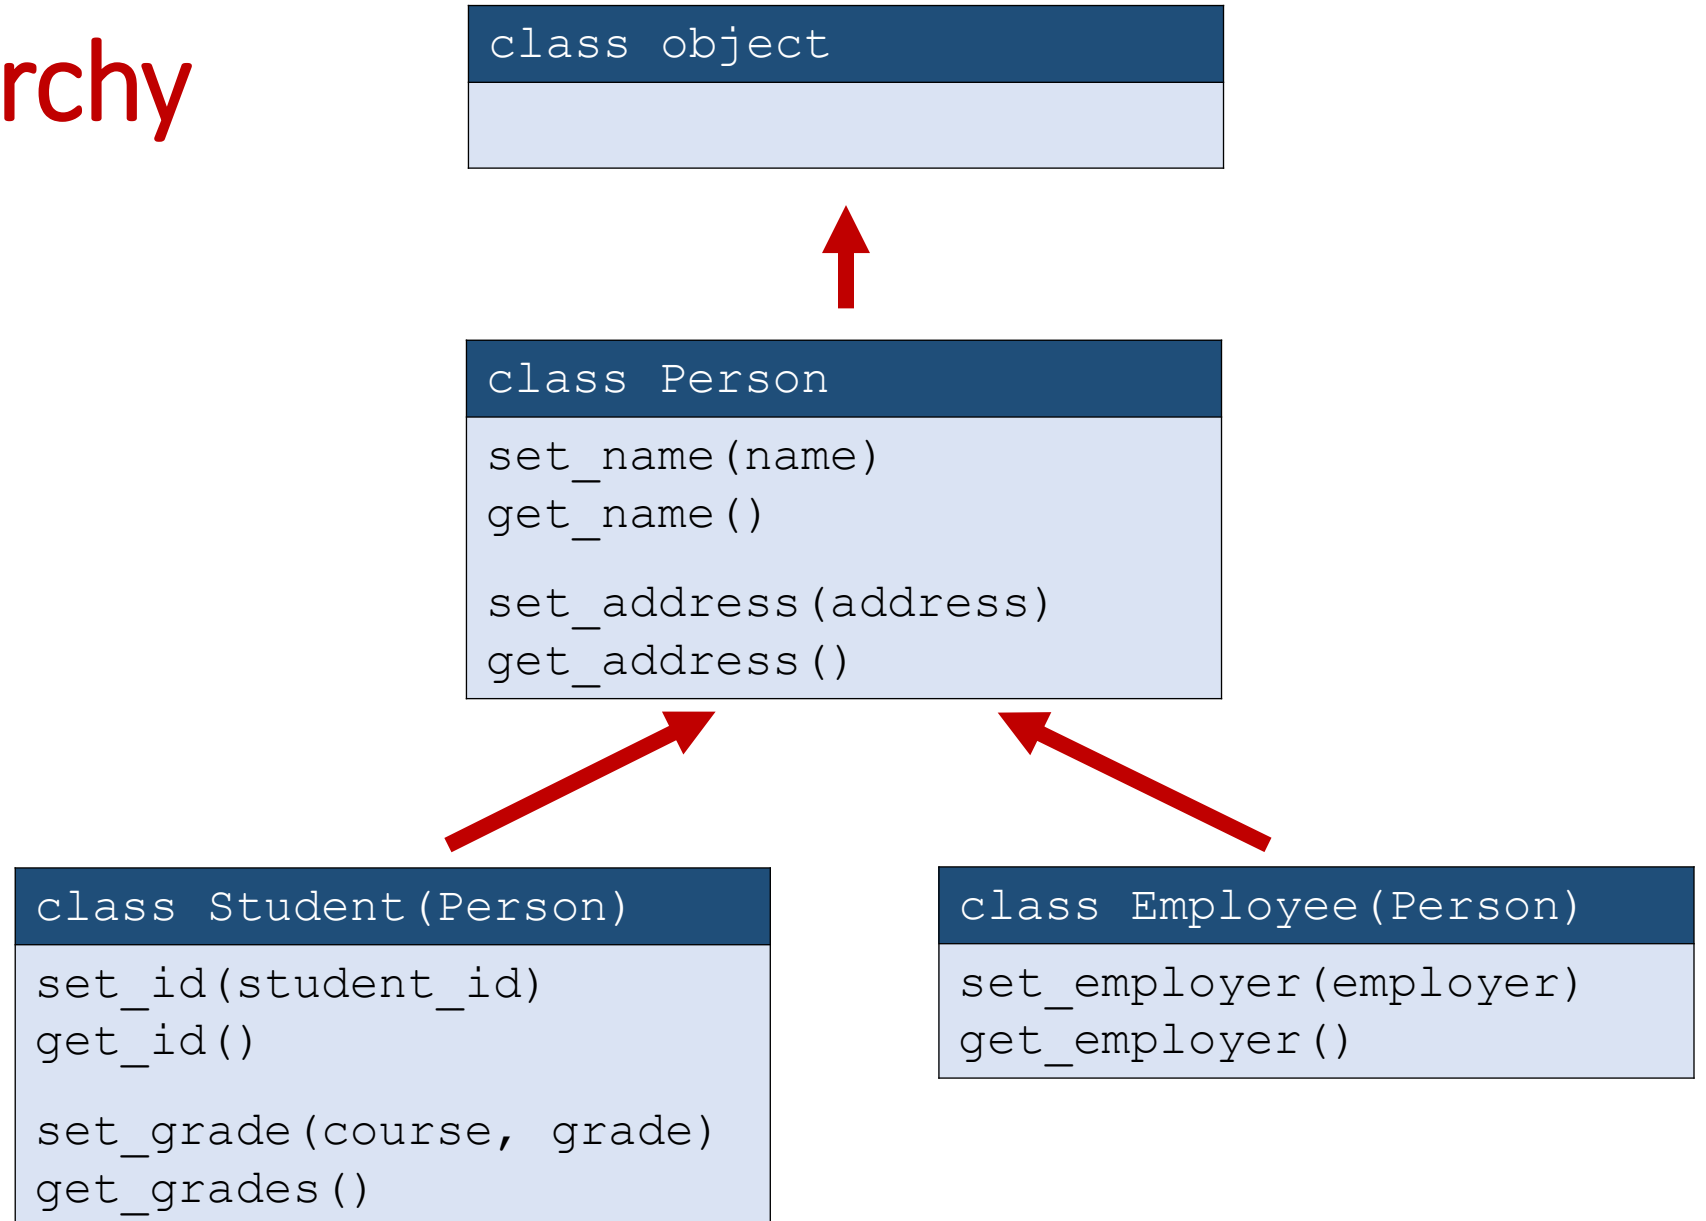 rchy
class object
class Person
set_name(name)
get_name()
set_address(address)
get_address()
class Student(Person)
set_id(student_id)
get_id()
set_grade(course, grade)
get_grades()
class Employee(Person)
set_employer(employer)
get_employer()